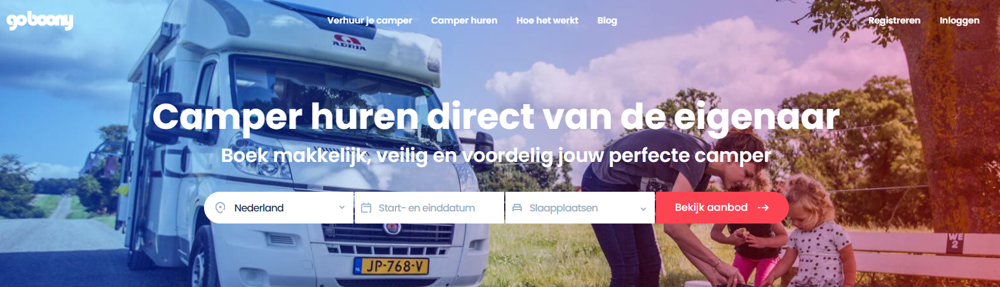 goboony
Verhuur je camper
Camper huren
Hoe het werkt
Blog
Registreren
Inloggen
ADRIA
Camper huren direct van de eigenaar
Boek makkelijk, veilig en voordelig jouw perfecte camper
Nederland
Start- en einddatum
Slaapplaatsen
Bekijk aanbod
NL JP-768-V
WE
2